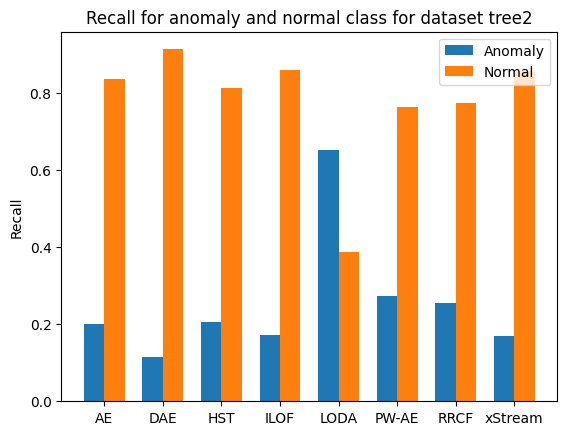 Recall for anomaly and normal class for dataset tree2
Anomaly
Normal
Recall
0.8
0.6
0.4
0.2
0.0
AE DAE HST ILOF LODA PW-AE RRCF xStream